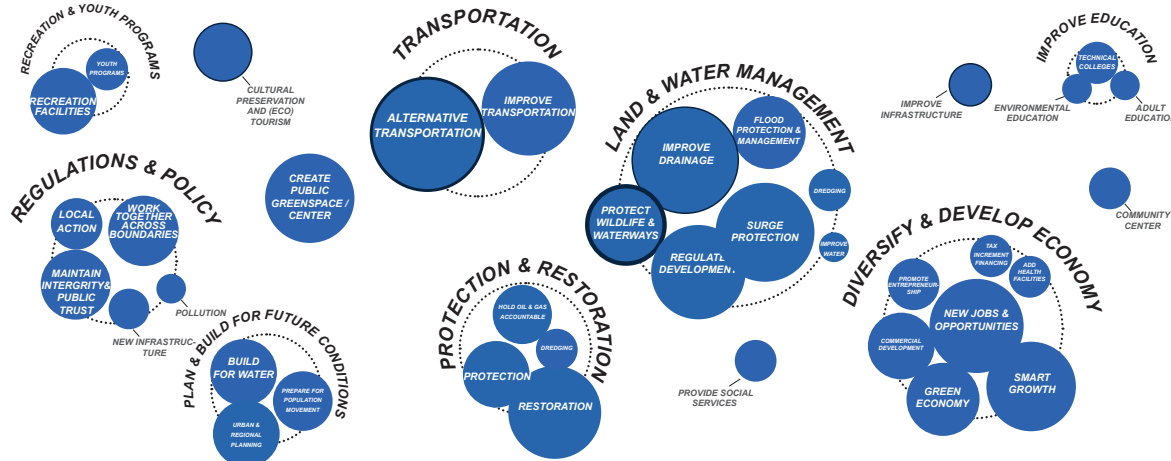 RECREATION & YOUTH PROGRAMS
YOUTH
PROGRAMS
RECREATION
FACILITIES
CULTURAL
PRESERVATION
AND (ECO)
TOURISM
TRANSPORTATION
ALTERNATIVE
TRANSPORTATION
IMPROVE
TRANSPORTATION
LAND & WATER MANAGEMENT
FLOOD
PROTECTION &
MANAGEMENT
IMPROVE
DRAINAGE
DREDGING
PROTECT
WILDLIFE &
WATERWAYS
SURGE
PROTECTION
IMPROVE
WATER
REGULATE
DEVELOPMENT
IMPROVE EDUCATION
TECHNICAL
COLLEGES
IMPROVE
INFRASTRUCTURE
ENVIRONMENTAL
EDUCATION
ADULT
EDUCATION
COMMUNITY
CENTER
REGULATIONS & POLICY
LOCAL
ACTION
WORK
TOGETHER
ACROSS
BOUNDARIES
MAINTAIN
INTERGRITY&
PUBLIC
TRUST
POLLUTION
NEW INFRASTRUC-
TURE
CREATE
PUBLIC
GREENSPACE /
CENTER
PLAN & BUILD FOR FUTURE CONDITIONS
BUILD
FOR WATER
PREPARE FOR
POPULATION
MOVEMENT
URBAN &
REGIONAL
PLANNING
PROTECTION & RESTORATION
HOLD OIL & GAS
ACCOUNTABLE
DREDGING
PROTECTION
RESTORATION
PROVIDE SOCIAL
SERVICES
DIVERSIFY & DEVELOP ECONOMY
TAX
INCREMENT
FINANCING
ADD
HEALTH
FACILITIES
PROMOTE
ENTREPRENEUR-
SHIP
NEW JOBS &
OPPORTUNITIES
COMMERCIAL
DEVELOPMENT
GREEN
ECONOMY
SMART
GROWTH